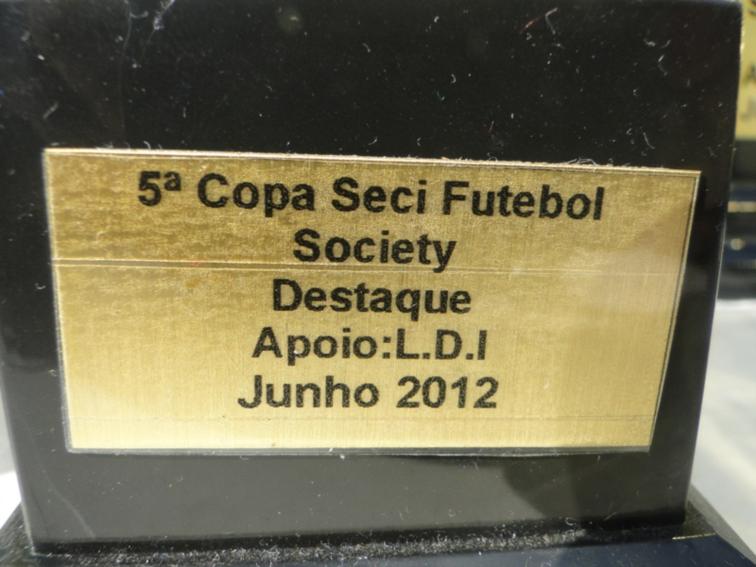 5ª Copa Seci Futebol
Society
Destaque
Apoio:L.D.I
Junho 2012